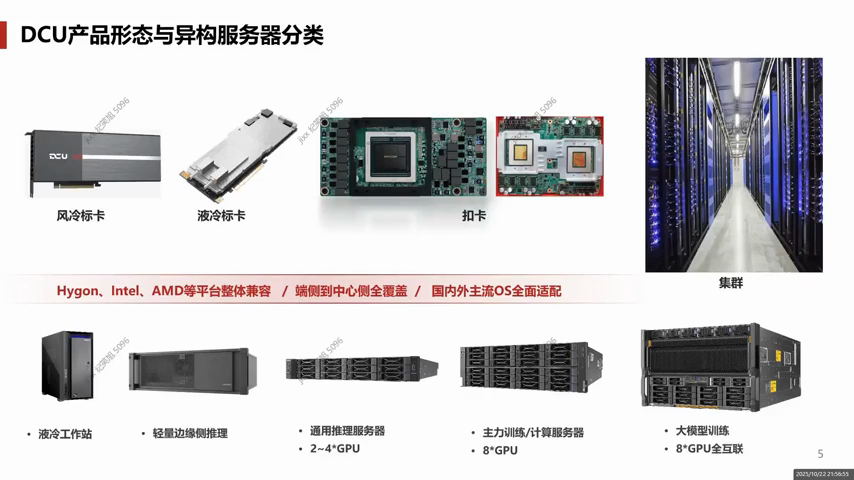 DCU产品形态与异构服务器分类
DCU
风冷标卡
液冷标卡
扣卡
集群
Hygon、Intel、AMD等平台整体兼容 / 端侧到中心侧全覆盖 / 国内外主流OS全面适配
• 液冷工作站
• 轻量边缘侧推理
• 通用推理服务器
• 2~4*GPU
• 主力训练/计算服务器
• 8*GPU
• 大模型训练
• 8*GPU全互联
5
2025/10/22 21:56:55